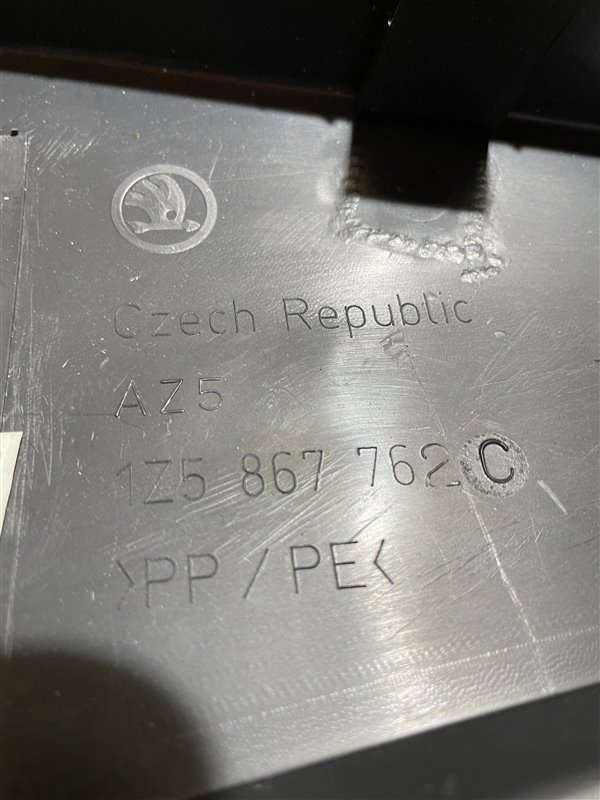 Czech Republic
AZ5
1Z5 867 762 C
>PP/PE<